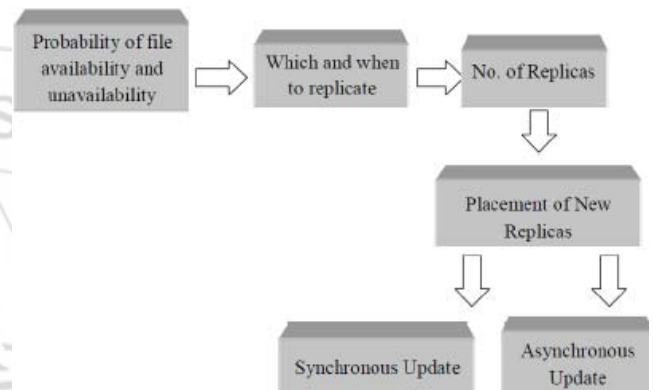 Probability of file
availability and
unavailability
Which and when
to replicate
No. of Replicas
Placement of New
Replicas
Synchronous Update
Asynchronous
Update